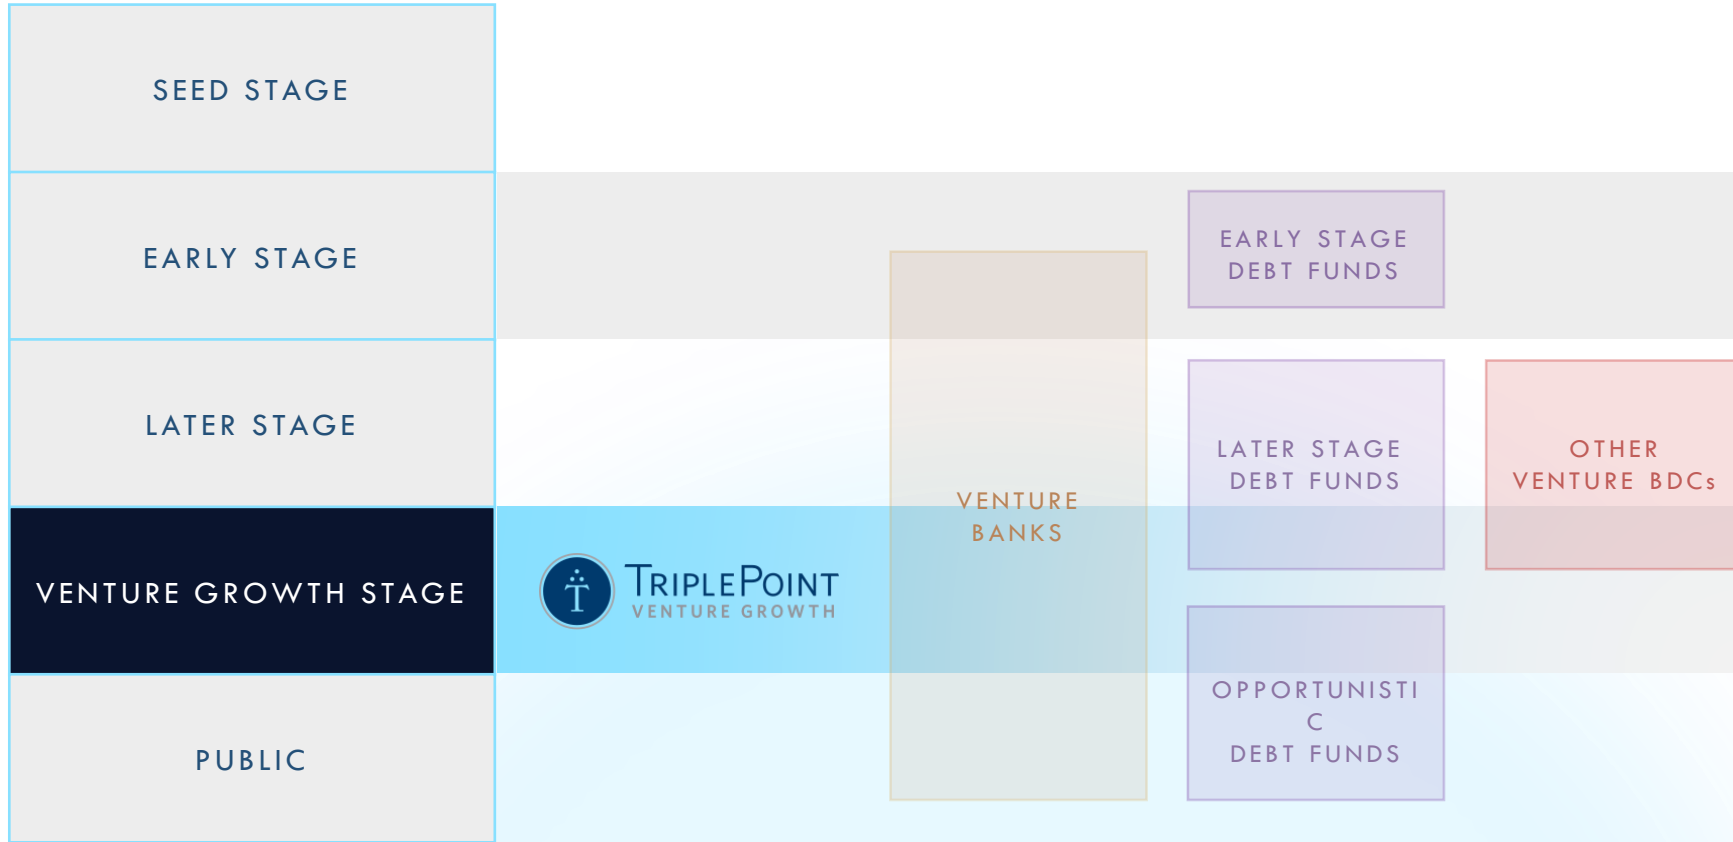 SEED STAGE
EARLY STAGE
EARLY STAGE
DEBT FUNDS
LATER STAGE
LATER STAGE
DEBT FUNDS
OTHER
VENTURE BDCs
VENTURE
BANKS
VENTURE GROWTH STAGE
T
TRIPLEPOINT
VENTURE GROWTH
OPPORTUNISTI
C
DEBT FUNDS
PUBLIC